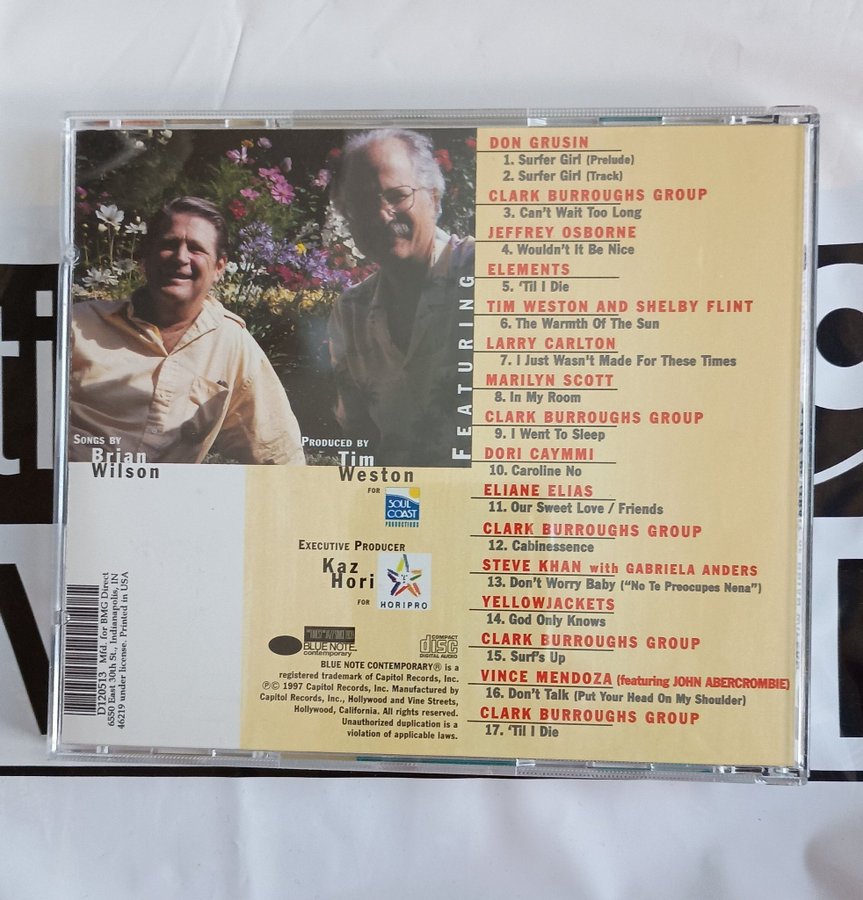 SONGS BY
Brian
Wilson
PRODUCED BY
Tim
Weston
FOR
SOUL
COAST
PRODUCTIONS
EXECUTIVE PRODUCER
Kaz
Hori
FOR
HORIPRO
BLUE NOTE
contemporary
COMPACT
disc
DIGITAL AUDIO
BLUE NOTE CONTEMPORARY® is a
registered trademark of Capitol Records, Inc.
℗© 1997 Capitol Records, Inc. Manufactured by
Capitol Records, Inc., Hollywood and Vine Streets,
Hollywood, California. All rights reserved.
Unauthorized duplication is a
violation of applicable laws.
D120513 Mfd. for BMG Direct
6550 East 30th St., Indianapolis, IN
46219 under license. Printed in USA
FEATURING
DON GRUSIN
1. Surfer Girl (Prelude)
2. Surfer Girl (Track)
CLARK BURROUGHS GROUP
3. Can't Wait Too Long
JEFFREY OSBORNE
4. Wouldn't It Be Nice
ELEMENTS
5. 'Til I Die
TIM WESTON AND SHELBY FLINT
6. The Warmth Of The Sun
LARRY CARLTON
7. I Just Wasn't Made For These Times
MARILYN SCOTT
8. In My Room
CLARK BURROUGHS GROUP
9. I Went To Sleep
DORI CAYMMI
10. Caroline No
ELIANE ELIAS
11. Our Sweet Love / Friends
CLARK BURROUGHS GROUP
12. Cabinessence
STEVE KHAN with GABRIELA ANDERS
13. Don't Worry Baby ("No Te Preocupes Nena")
YELLOWJACKETS
14. God Only Knows
CLARK BURROUGHS GROUP
15. Surf's Up
VINCE MENDOZA (featuring JOHN ABERCROMBIE)
16. Don't Talk (Put Your Head On My Shoulder)
CLARK BURROUGHS GROUP
17. 'Til I Die